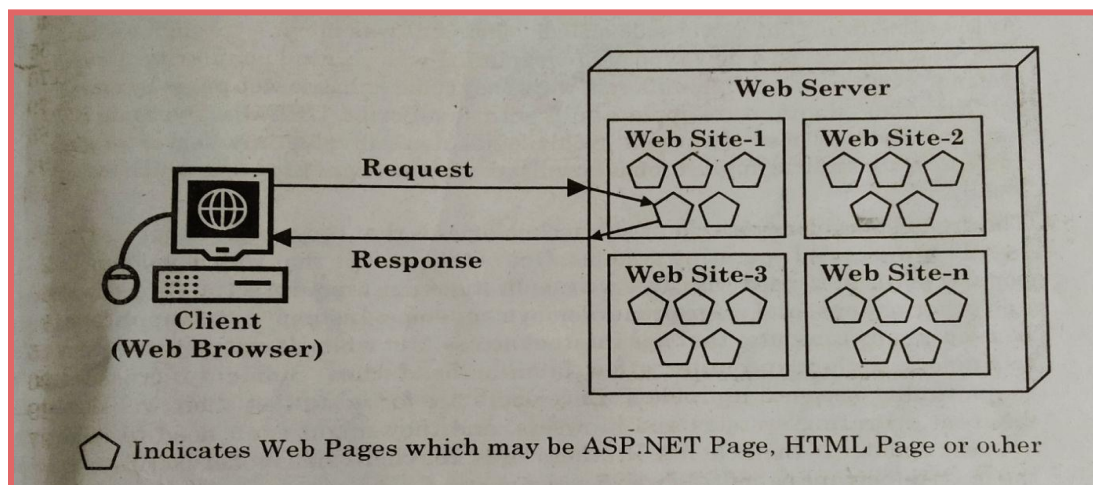 Web Server
Web Site-1
Web Site-2
Request
Response
Web Site-3
Web Site-n
Client
(Web Browser)
Indicates Web Pages which may be ASP.NET Page, HTML Page or other